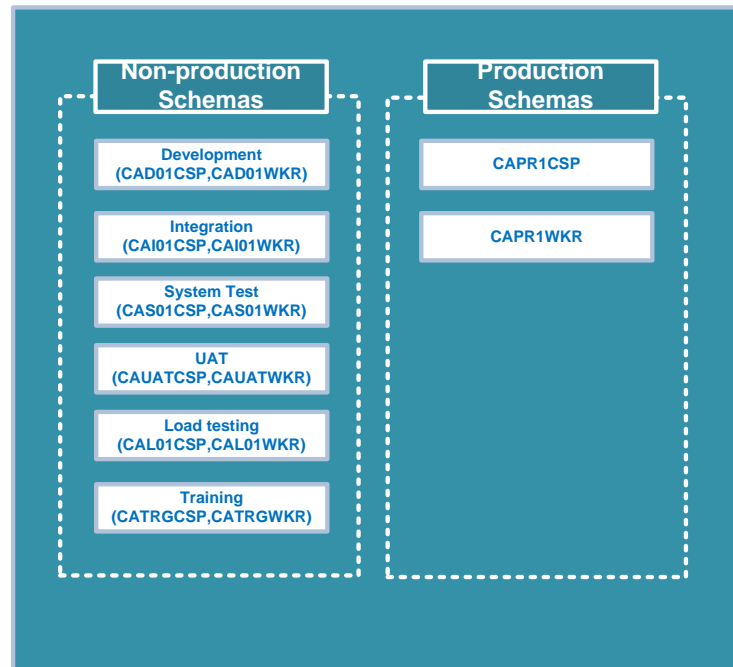 Non-production
Schemas
Development
(CAD01CSP,CAD01WKR)
Integration
(CAI01CSP,CAI01WKR)
System Test
(CAS01CSP,CAS01WKR)
UAT
(CAUATCSP,CAUATWKR)
Load testing
(CAL01CSP,CAL01WKR)
Training
(CATRGCSP,CATRGWKR)
Production
Schemas
CAPR1CSP
CAPR1WKR